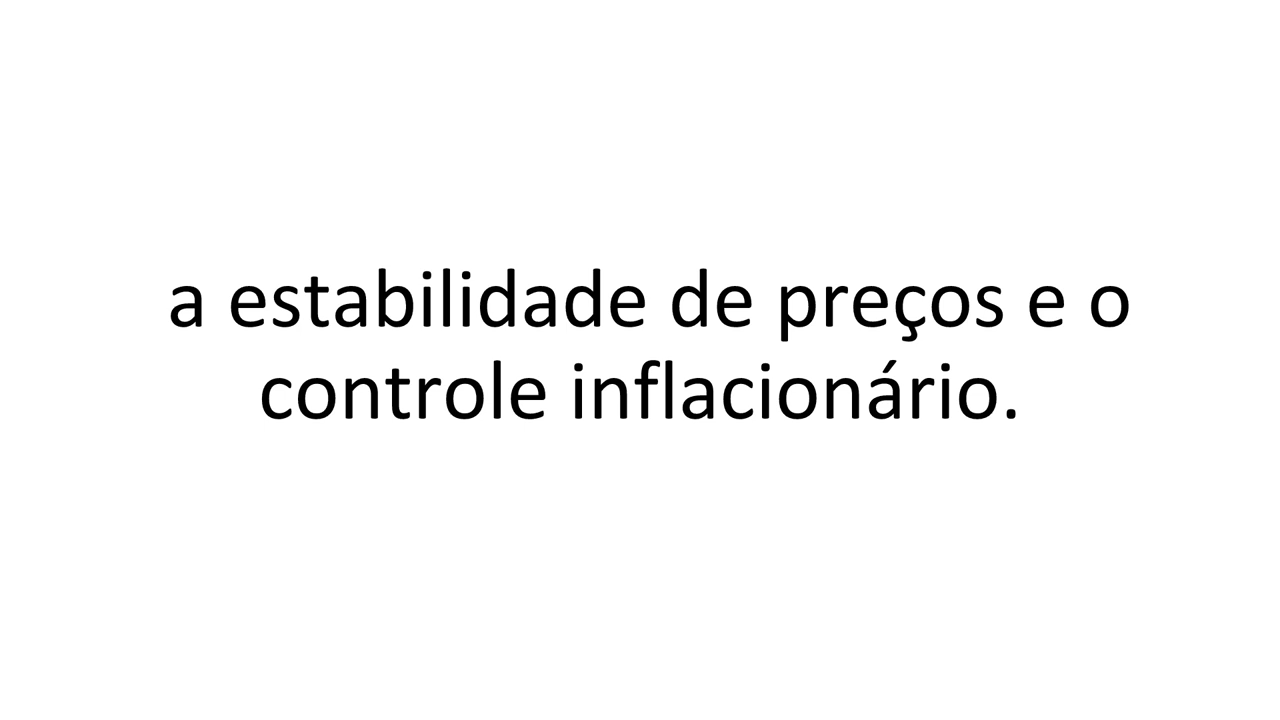 a estabilidade de preços e o
controle inflacionário.